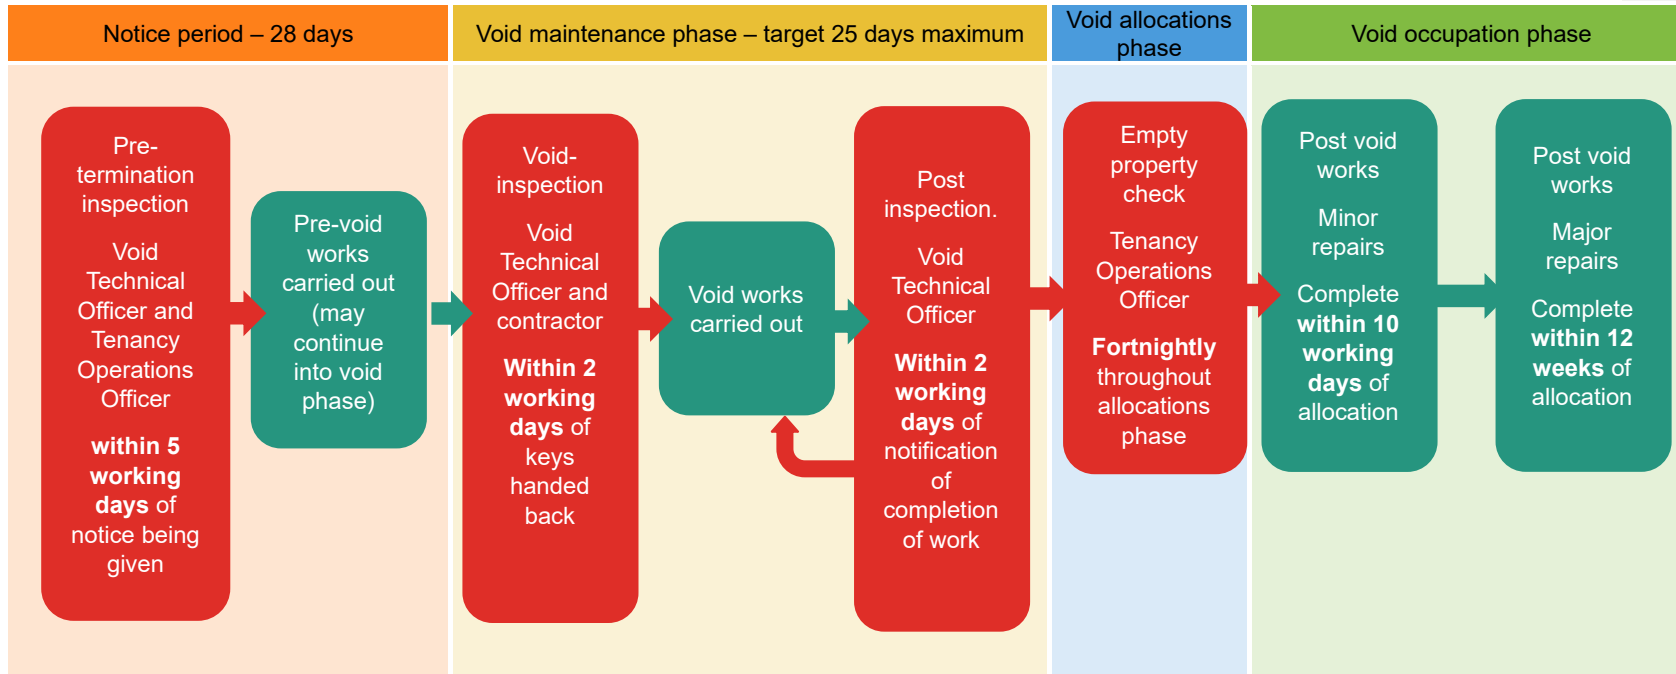 Notice period – 28 days
Void maintenance phase – target 25 days maximum
Void allocations
phase
Void occupation phase
Pre-
termination
inspection
Void
Technical
Officer and
Tenancy
Operations
Officer
within 5
working
days of
notice being
given
Pre-void
works
carried out
(may
continue
into void
phase)
Void-
inspection
Void
Technical
Officer and
contractor
Within 2
working
days of
keys
handed
back
Void works
carried out
Post
inspection.
Void
Technical
Officer
Within 2
working
days of
notification
of
completion
of work
Empty
property
check
Tenancy
Operations
Officer
Fortnightly
throughout
allocations
phase
Post void
works
Minor
repairs
Complete
within 10
working
days of
allocation
Post void
works
Major
repairs
Complete
within 12
weeks of
allocation